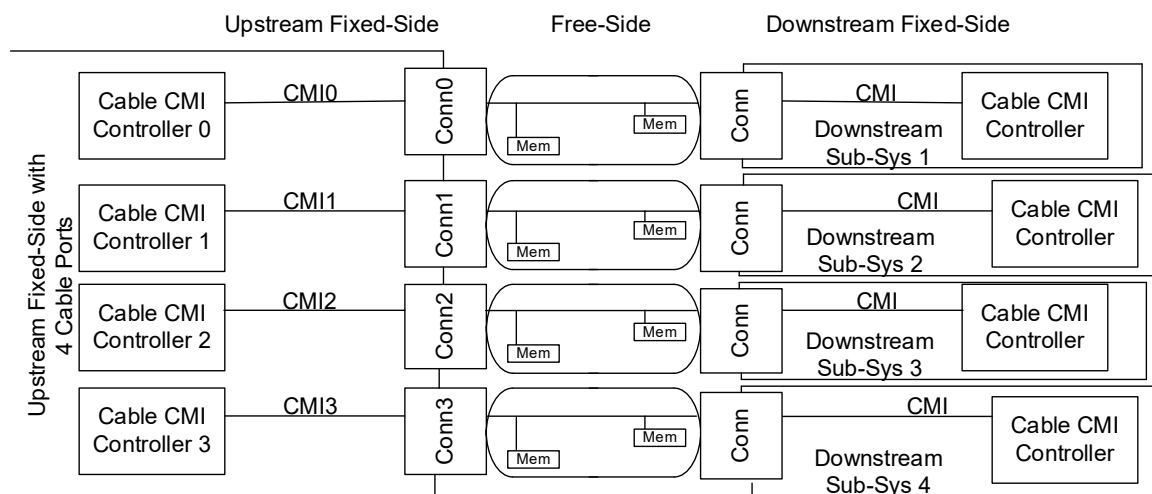 Upstream Fixed-Side
Free-Side
Downstream Fixed-Side
Upstream Fixed-Side with
4 Cable Ports
Cable CMI
Controller 0
CMI0
Conn0
Mem
Mem
Conn
CMI
Downstream
Sub-Sys 1
Cable CMI
Controller
Cable CMI
Controller 1
CMI1
Conn1
Mem
Mem
Conn
CMI
Downstream
Sub-Sys 2
Cable CMI
Controller
Cable CMI
Controller 2
CMI2
Conn2
Mem
Mem
Conn
CMI
Downstream
Sub-Sys 3
Cable CMI
Controller
Cable CMI
Controller 3
CMI3
Conn3
Mem
Mem
Conn
CMI
Downstream
Sub-Sys 4
Cable CMI
Controller